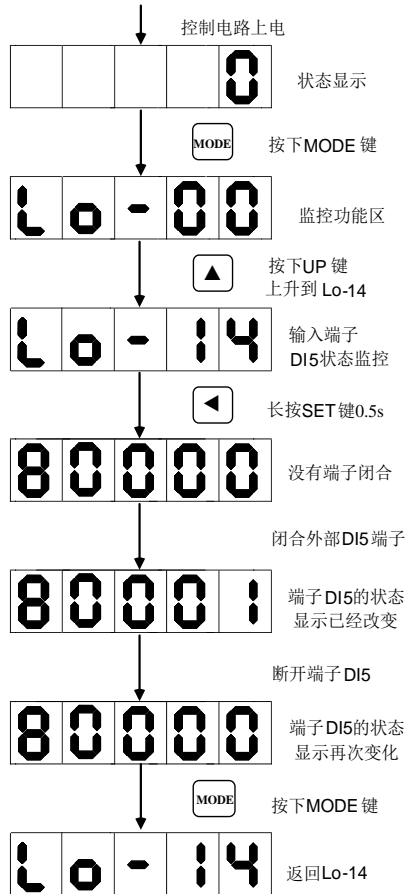 控制电路上电
0
状态显示
MODE
按下MODE 键
Lo-00
监控功能区
▲
按下UP 键
上升到 Lo-14
Lo-14
输入端子
DI5状态监控
◀
长按SET 键0.5s
80000
没有端子闭合
闭合外部DI5 端子
80001
端子DI5的状态
显示已经改变
断开端子DI5
80000
端子DI5的状态
显示再次变化
MODE
按下MODE 键
Lo-14
返回Lo-14